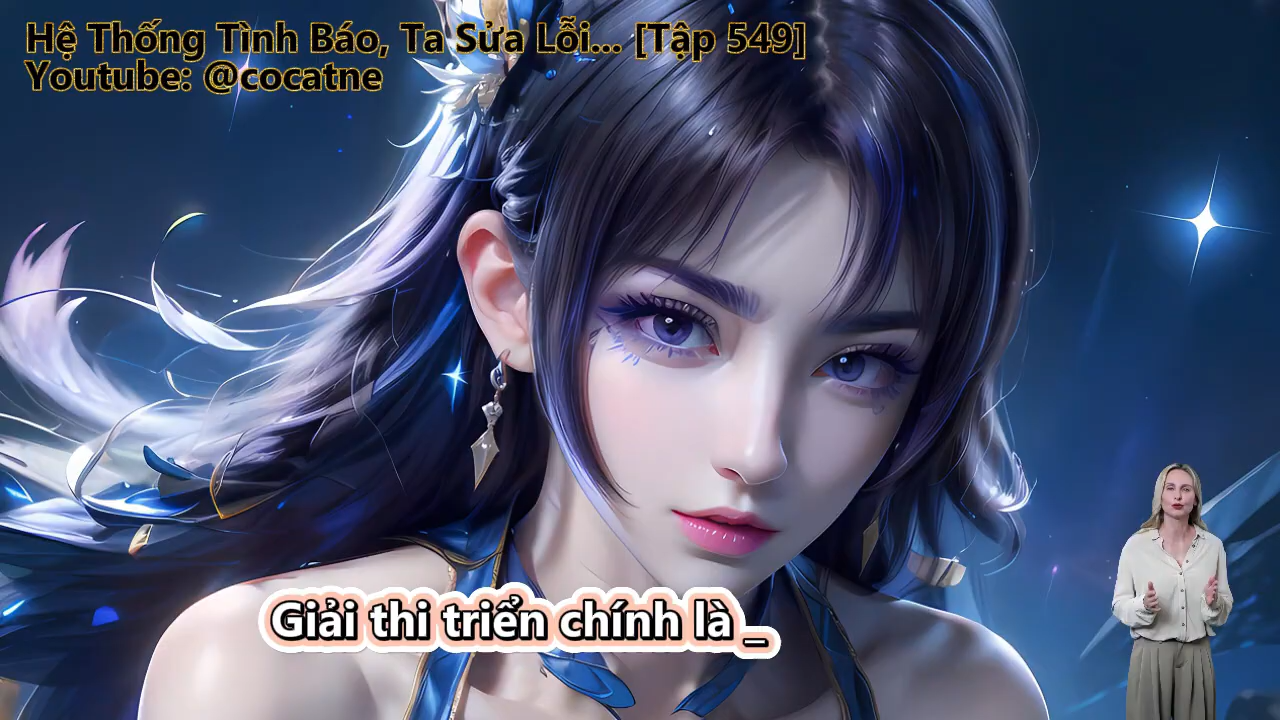 Hệ Thống Tình Báo, Ta Sửa Lỗi... [Tập 549]
Youtube: @cocatne
Giải thi triển chính là _